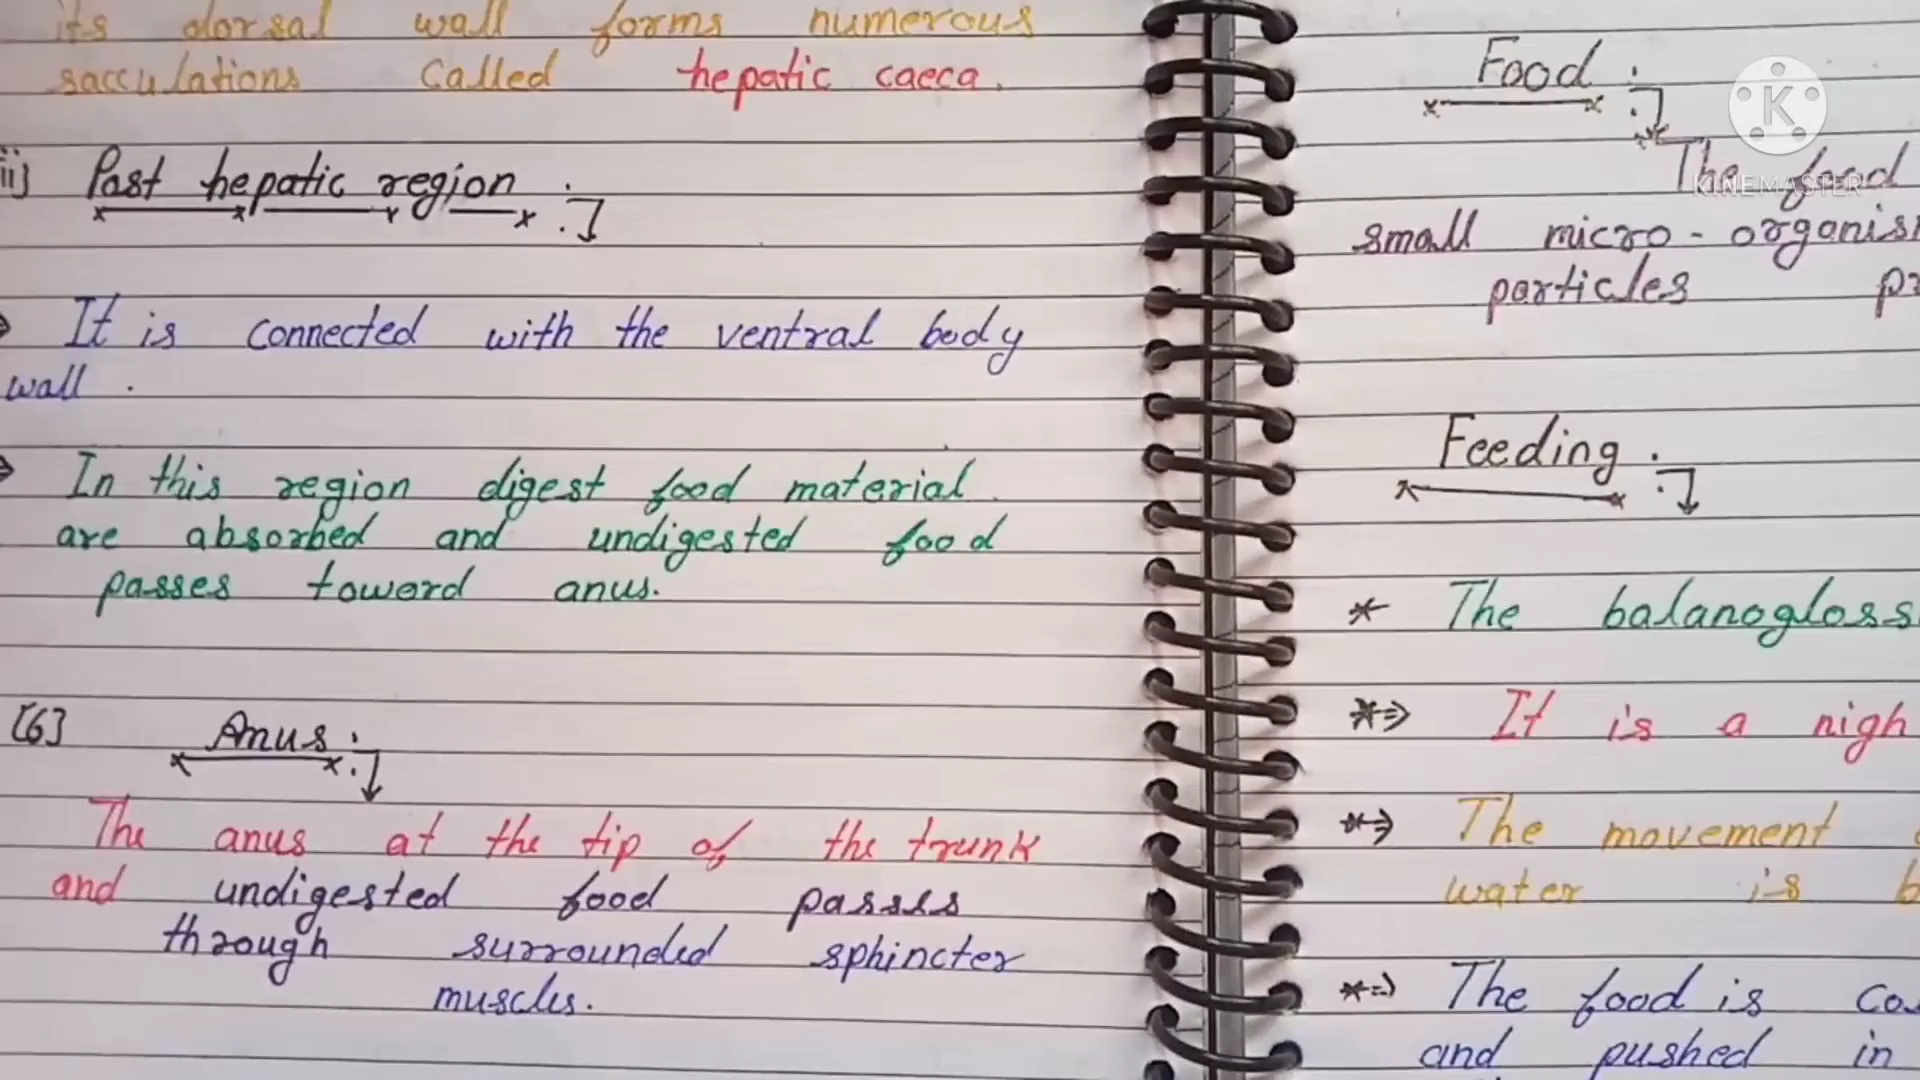 its dorsal wall forms numerous
sacculations called hepatic caeca.
ii] Post hepatic region :
It is connected with the ventral body
wall .
In this region digest food material
are absorbed and undigested food
passes toward anus.
[6] Anus :
The anus at the tip of the trunk
and undigested food passes
through surrounded sphincter
muscles.
Food :
The food
small micro-organis
particles
Feeding :
* The balanogloss
*⇒ It is a nigh
*⇒ The movement
water is b
*⇒ The food is
and pushed in
K
KINEMASTER